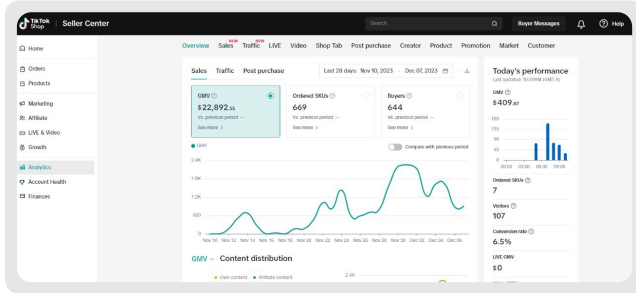 TikTok
Shop
Seller Center
Search
Buyer Messages
Help
Home
Orders
Products
Marketing
Affiliate
LIVE & Video
Growth
Analytics
Account Health
Finances
Overview Sales NEW Traffic NEW LIVE Video Shop Tab Post purchase Creator Product Promotion Market Customer
Sales Traffic Post purchase
Last 28 days: Nov 10, 2023 - Dec 07, 2023
GMV
$22,892.55
Vs. previous period —
See more >
Ordered SKUs
669
Vs. previous period —
See more >
Buyers
644
Vs. previous period —
See more >
GMV
Compare with previous period
2.4K
1.8K
1.2K
600
0
Nov 10 Nov 12 Nov 14 Nov 16 Nov 18 Nov 20 Nov 22 Nov 24 Nov 26 Nov 28 Nov 30 Dec 02 Dec 04 Dec 06
GMV Content distribution
Own content Affiliate content
2.4K
Today's performance
GMV
$409.87
180
135
90
45
0
00:00 03:00 06:00 09:00
Ordered SKUs
7
Visitors
107
Conversion rate
6.5%
LIVE GMV
$0